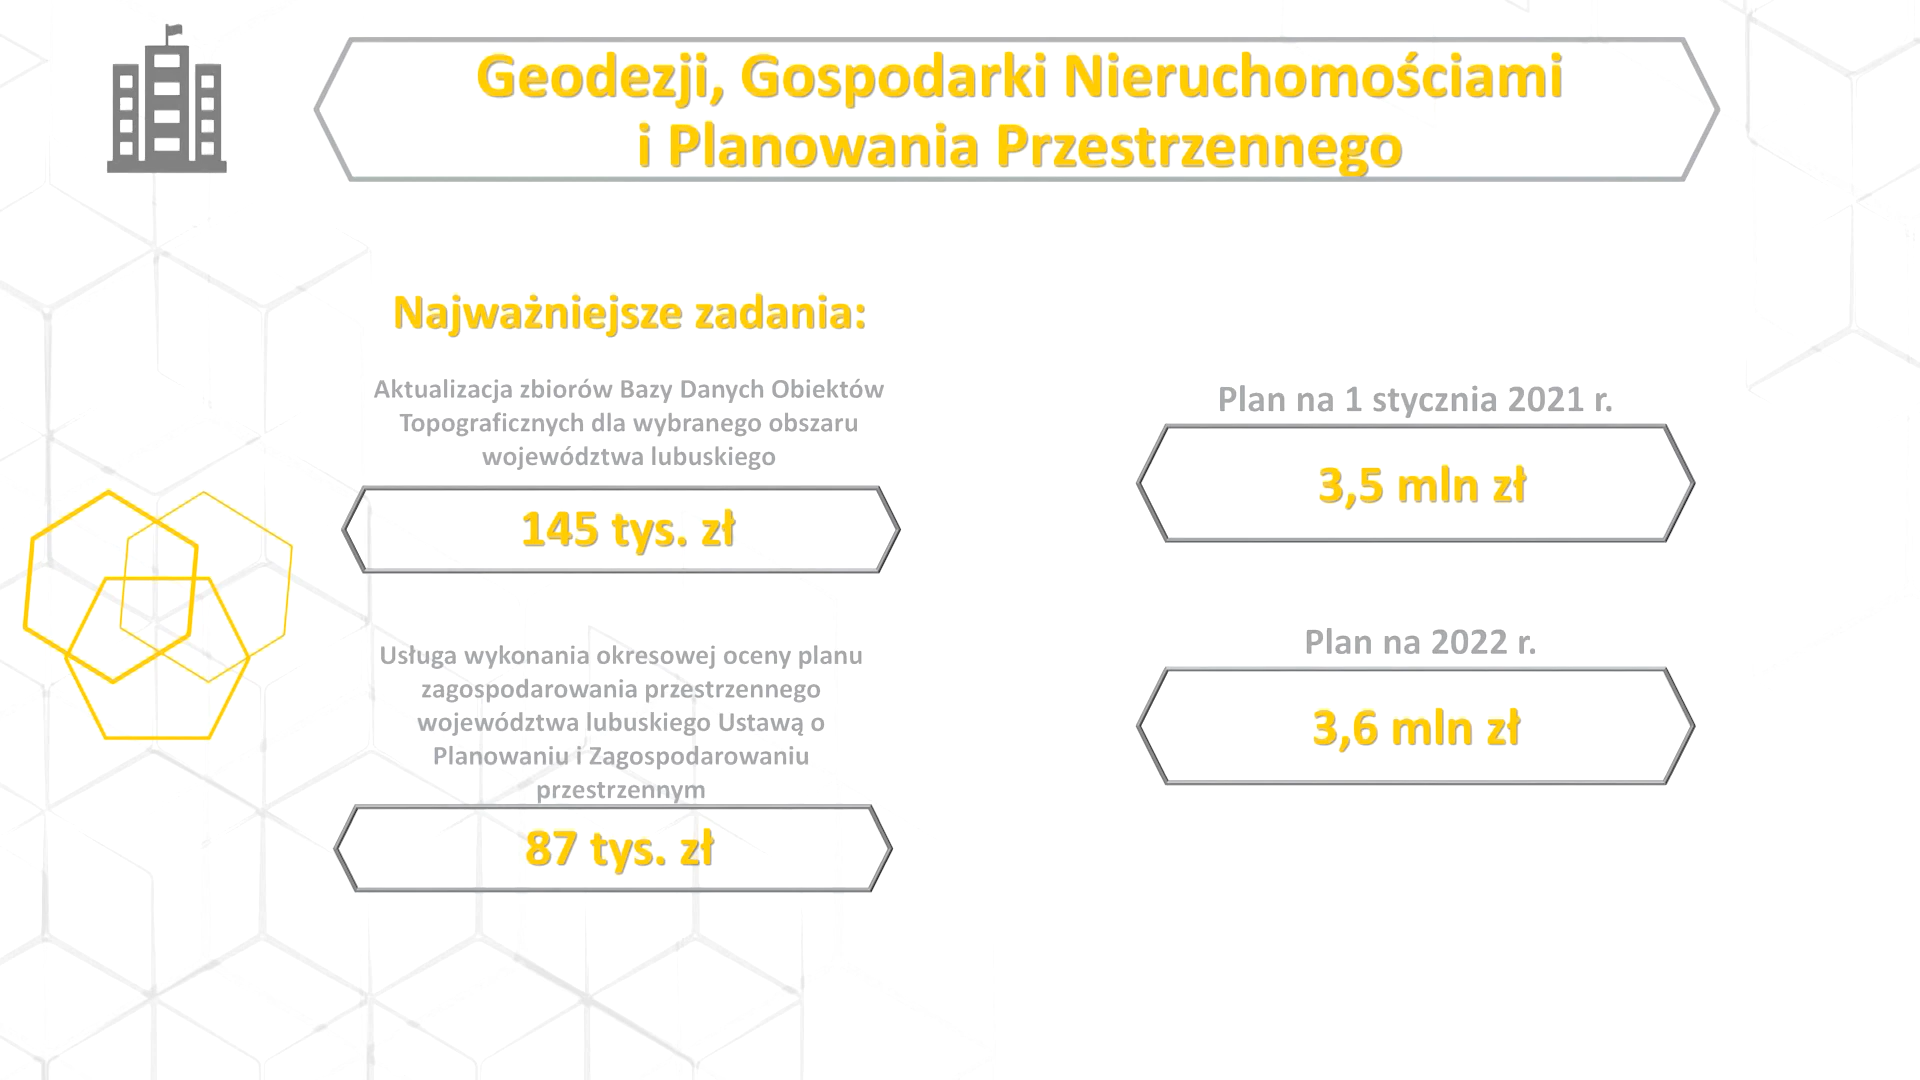 Geodezji, Gospodarki Nieruchomościami
i Planowania Przestrzennego
Najważniejsze zadania:
Aktualizacja zbiorów Bazy Danych Obiektów
Topograficznych dla wybranego obszaru
województwa lubuskiego
145 tys. zł
Usługa wykonania okresowej oceny planu
zagospodarowania przestrzennego
województwa lubuskiego Ustawą o
Planowaniu i Zagospodarowaniu
przestrzennym
87 tys. zł
Plan na 1 stycznia 2021 r.
3,5 mln zł
Plan na 2022 r.
3,6 mln zł